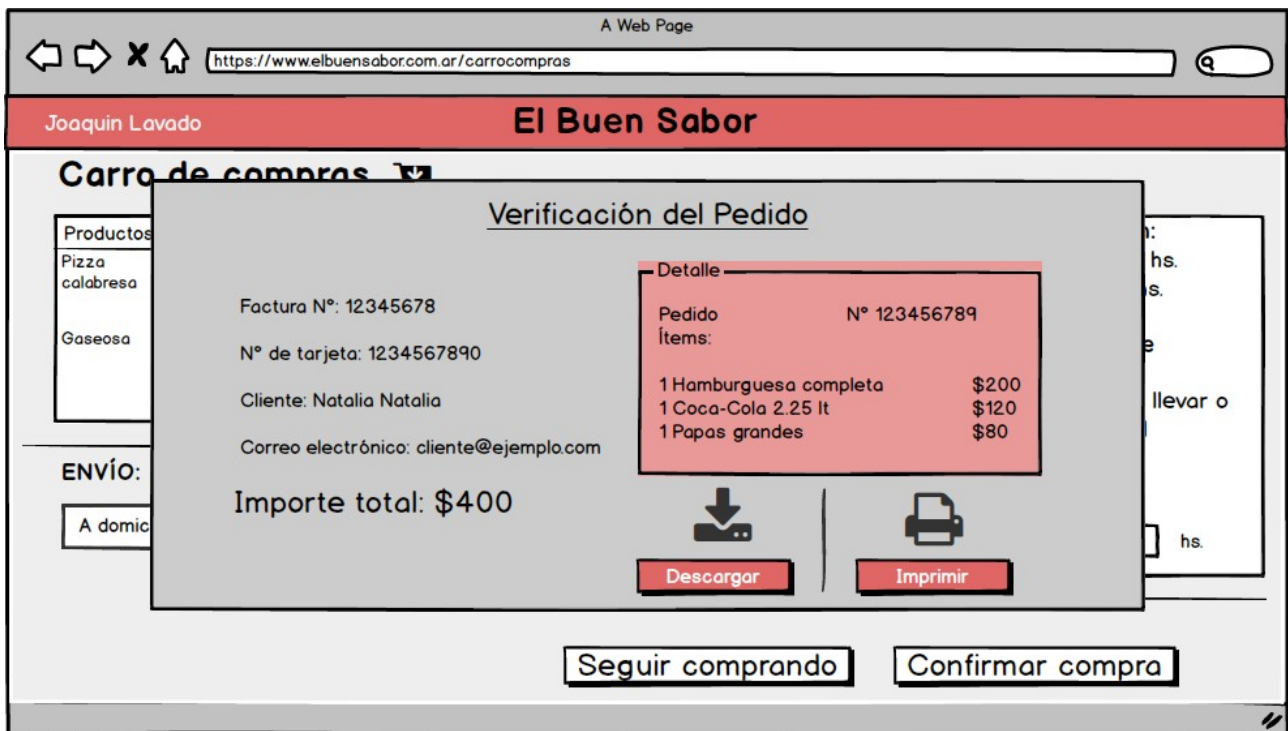 A Web Page
https://www.elbuensabor.com.ar/carrocompras
Joaquin Lavado
El Buen Sabor
Carro de compras
Verificación del Pedido
Productos
Pizza
calabresa
Gaseosa
Factura N°: 12345678
N° de tarjeta: 1234567890
Cliente: Natalia Natalia
Correo electrónico: cliente@ejemplo.com
Importe total: $400
Detalle
Pedido N° 123456789
Ítems:
1 Hamburguesa completa $200
1 Coca-Cola 2.25 lt $120
1 Papas grandes $80
Descargar
Imprimir
hs.
llevar o
ENVÍO:
hs.
Seguir comprando
Confirmar compra